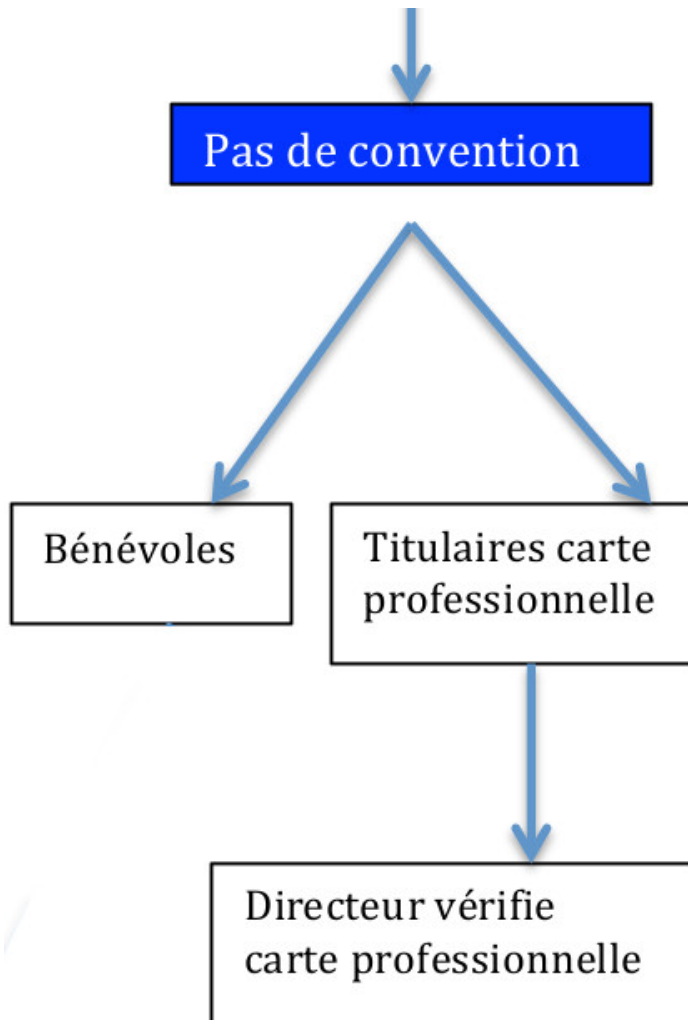 Pas de convention
Bénévoles
Titulaires carte
professionnelle
Directeur vérifie
carte professionnelle